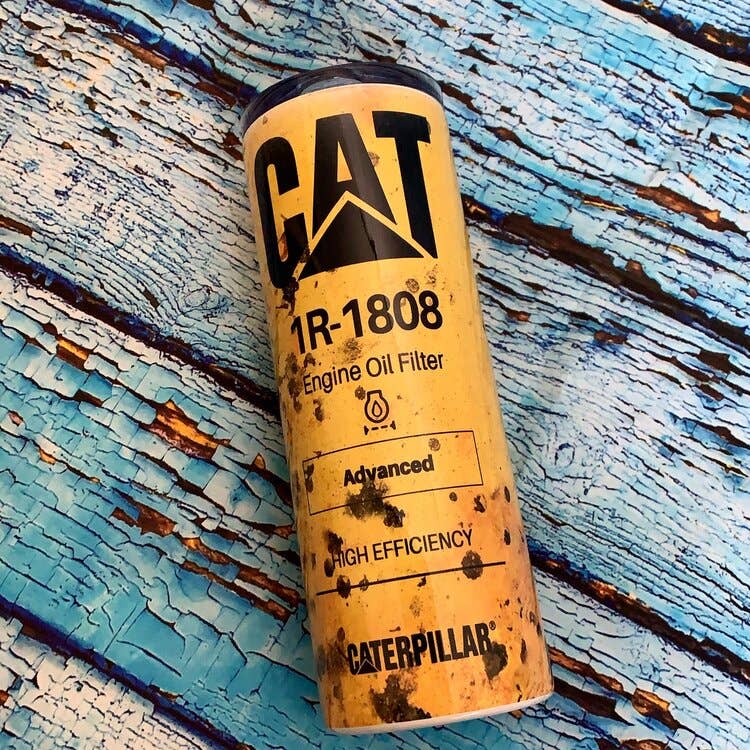 CAT
1R-1808
Engine Oil Filter
Advanced
HIGH EFFICIENCY
CATERPILLAR®